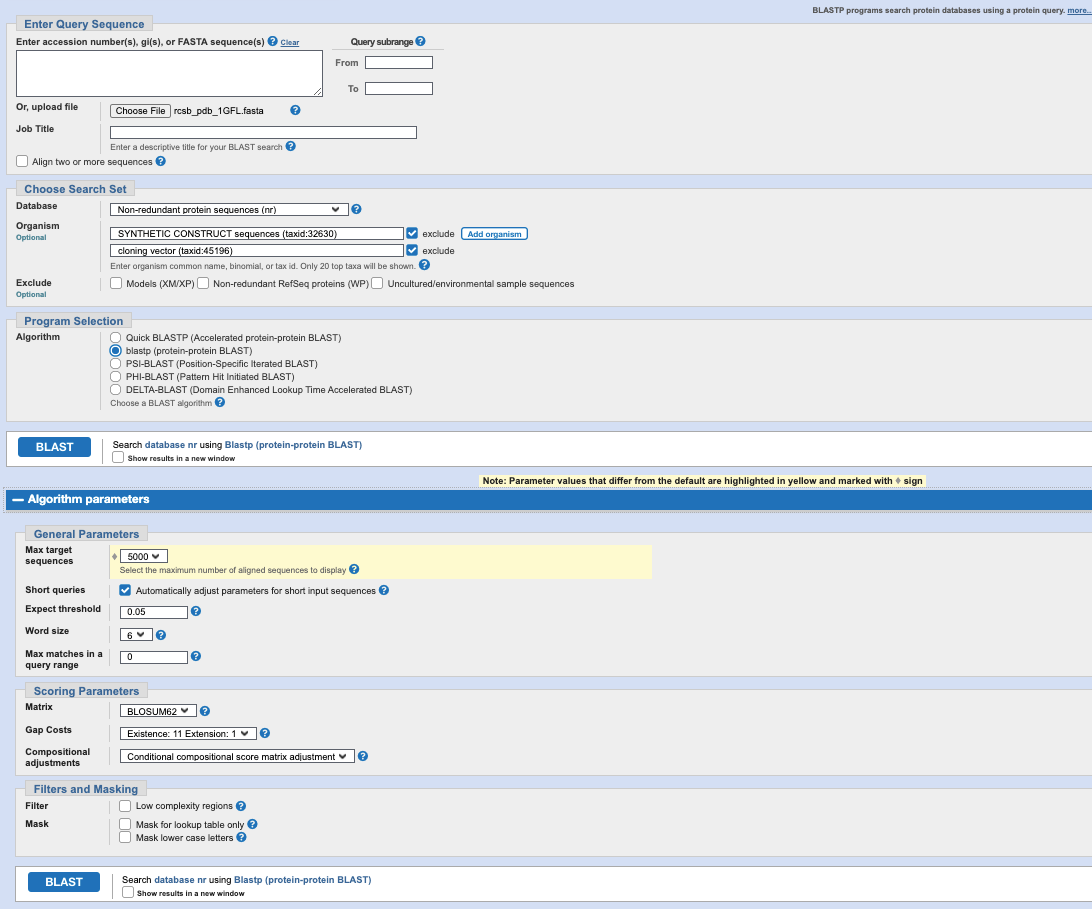 BLASTP programs search protein databases using a protein query. more...
Enter Query Sequence
Enter accession number(s), gi(s), or FASTA sequence(s) ? Clear
Query subrange ?
From
To
Or, upload file
Choose File rcsb_pdb_1GFL.fasta ?
Job Title
Enter a descriptive title for your BLAST search ?
Align two or more sequences ?
Choose Search Set
Database
Non-redundant protein sequences (nr) ?
Organism
Optional
SYNTHETIC CONSTRUCT sequences (taxid:32630) exclude Add organism
cloning vector (taxid:45196) exclude
Enter organism common name, binomial, or tax id. Only 20 top taxa will be shown. ?
Exclude
Optional
Models (XM/XP) Non-redundant RefSeq proteins (WP) Uncultured/environmental sample sequences
Program Selection
Algorithm
Quick BLASTP (Accelerated protein-protein BLAST)
blastp (protein-protein BLAST)
PSI-BLAST (Position-Specific Iterated BLAST)
PHI-BLAST (Pattern Hit Initiated BLAST)
DELTA-BLAST (Domain Enhanced Lookup Time Accelerated BLAST)
Choose a BLAST algorithm ?
BLAST
Search database nr using Blastp (protein-protein BLAST)
Show results in a new window
Note: Parameter values that differ from the default are highlighted in yellow and marked with ♦ sign
Algorithm parameters
General Parameters
Max target
sequences
♦ 5000
Select the maximum number of aligned sequences to display ?
Short queries
Automatically adjust parameters for short input sequences ?
Expect threshold
0.05 ?
Word size
6 ?
Max matches in a
query range
0 ?
Scoring Parameters
Matrix
BLOSUM62 ?
Gap Costs
Existence: 11 Extension: 1 ?
Compositional
adjustments
Conditional compositional score matrix adjustment ?
Filters and Masking
Filter
Low complexity regions ?
Mask
Mask for lookup table only ?
Mask lower case letters ?
BLAST
Search database nr using Blastp (protein-protein BLAST)
Show results in a new window